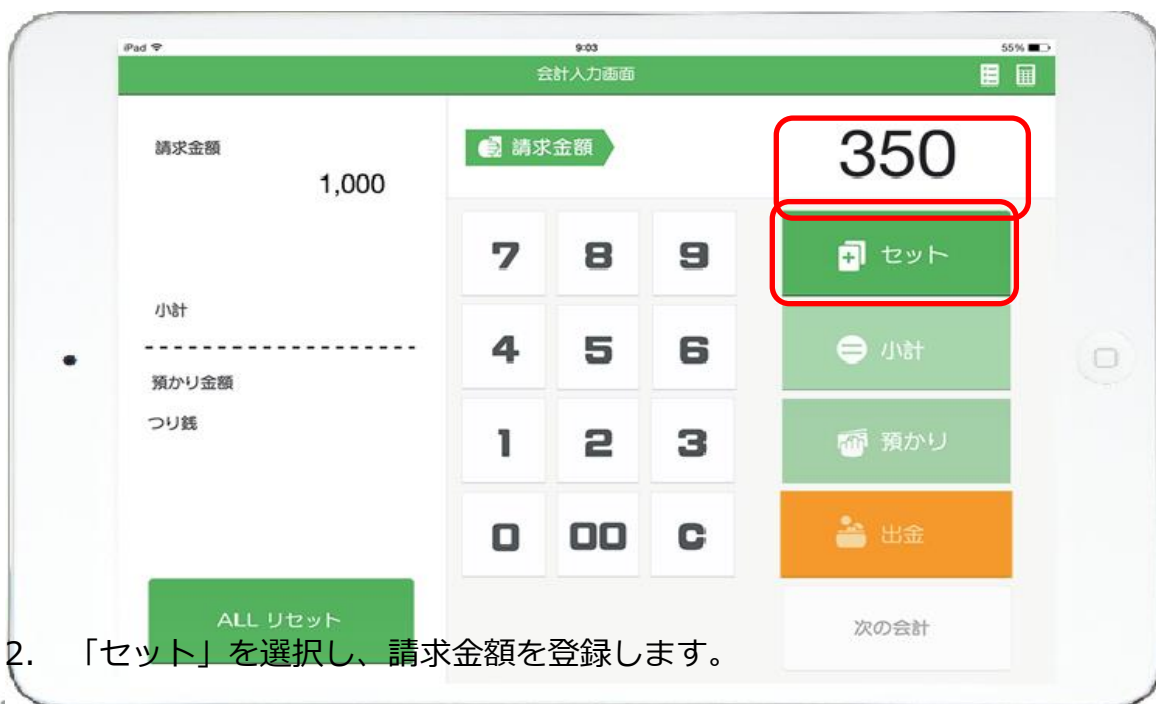 iPad 9:03 55%
会計入力画面
請求金額
1,000
小計
預かり金額
つり銭
ALL リセット
請求金額 350
7 8 9 セット
4 5 6 小計
1 2 3 預かり
0 00 C 出金
次の会計
2. 「セット」を選択し、請求金額を登録します。